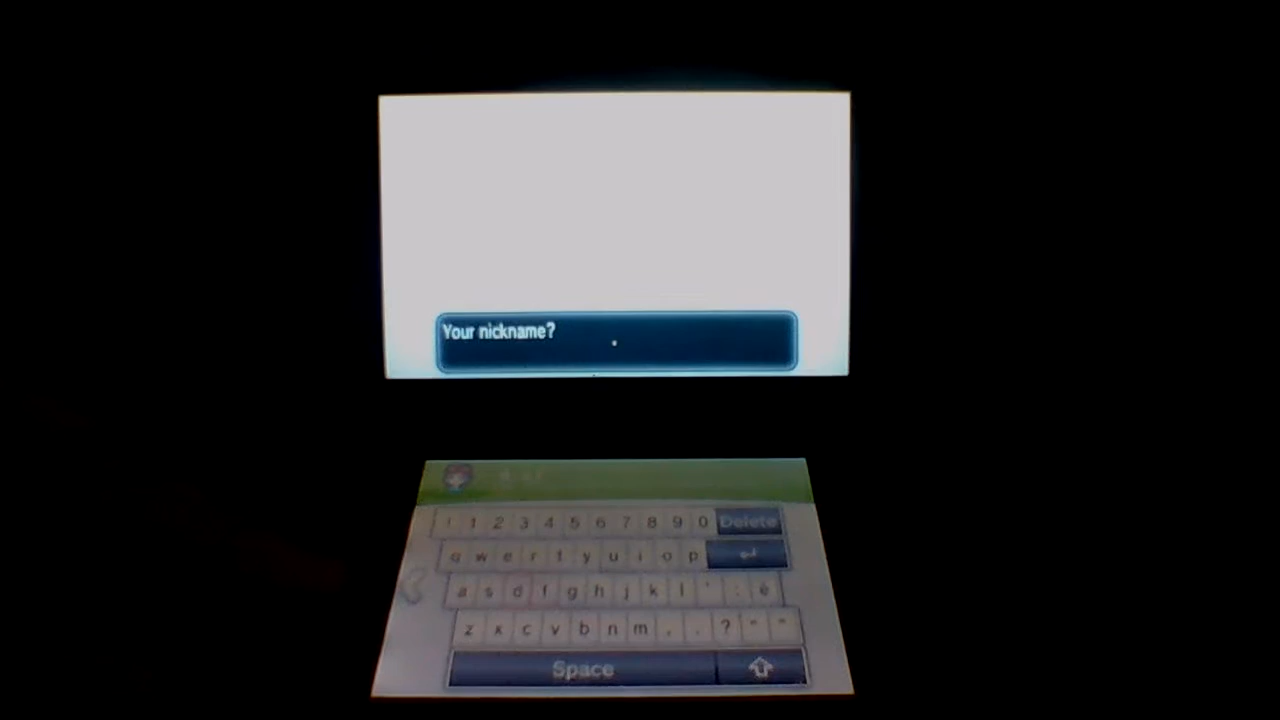 Your nickname?
! 1 2 3 4 5 6 7 8 9 0 Delete
q w e r t y u i o p
a s d f g h j k l ' : é
z x c v b n m , . ? " "
Space